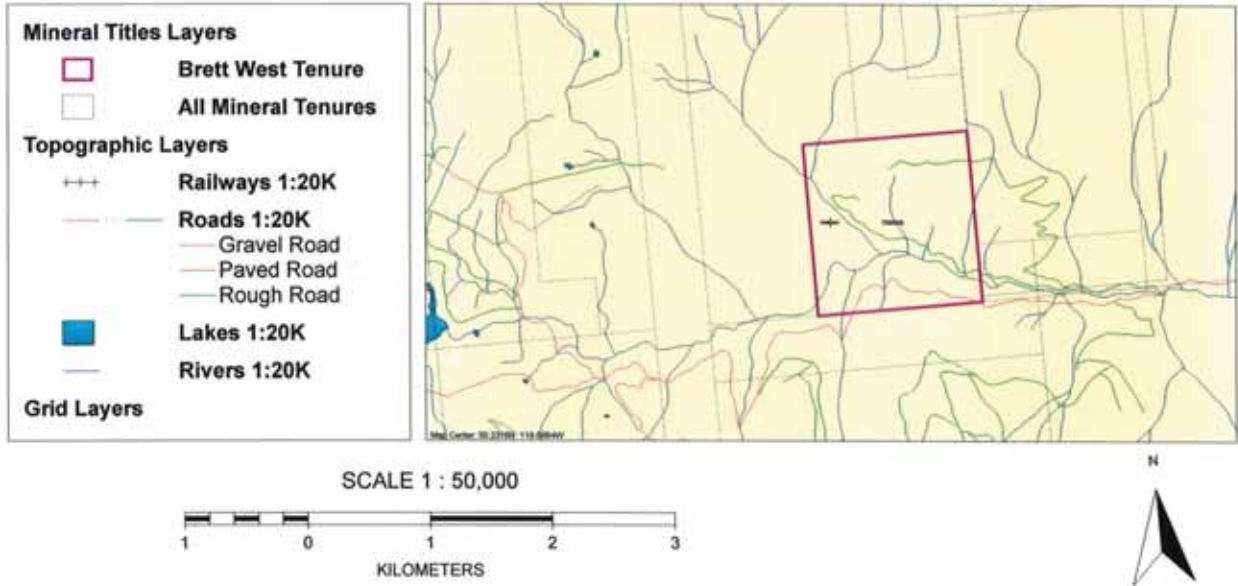 Mineral Titles Layers
Brett West Tenure
All Mineral Tenures
Topographic Layers
Railways 1:20K
Roads 1:20K
Gravel Road
Paved Road
Rough Road
Lakes 1:20K
Rivers 1:20K
Grid Layers
Map Center:
SCALE 1 : 50,000
1 0 1 2 3
KILOMETERS
N